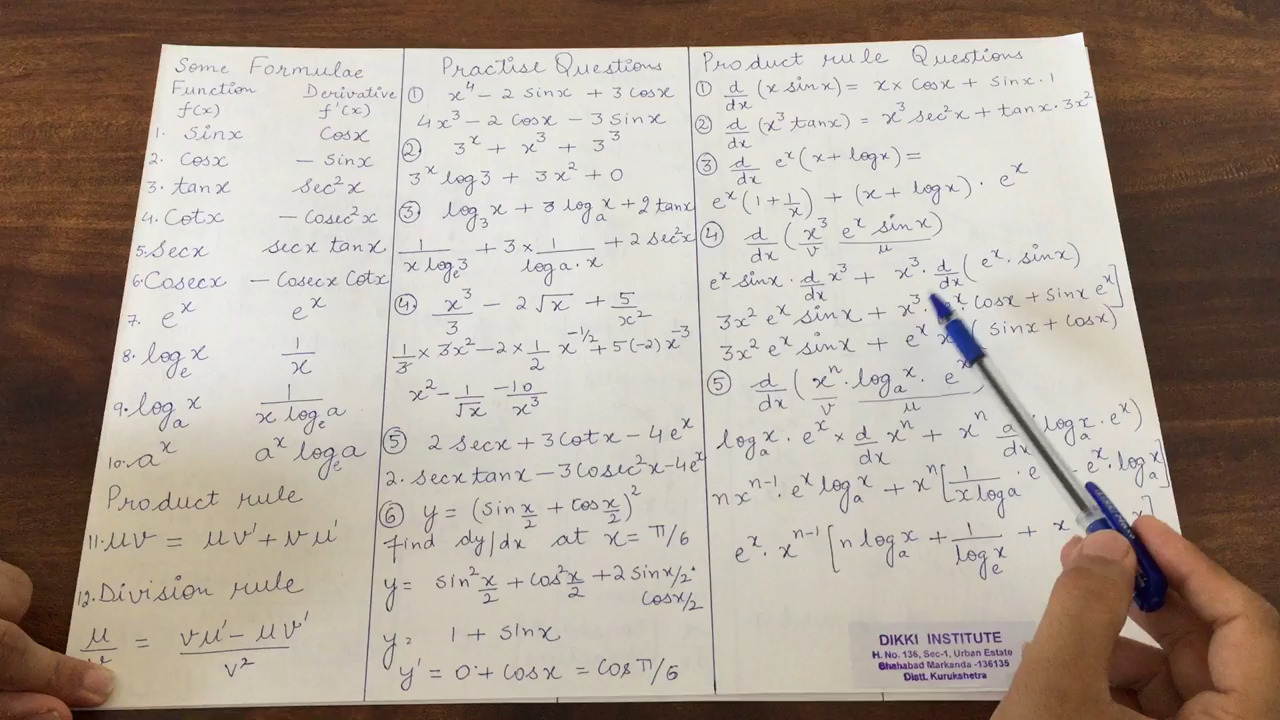 Some Formulae
Function Derivative
f(x) f'(x)
1. sinx cosx
2. cosx - sinx
3. tanx sec²x
4. Cotx - Cosec²x
5. secx secx tanx
6. Cosecx - Cosecx Cotx
7. eˣ eˣ
8. logₑx 1/x
9. logₐx 1/(x logₑa)
10. aˣ aˣ logₑa
Product rule
11. uv = uv' + vu'
12. Division rule
u/v = (vu' - uv')/v²
Practise Questions
① x⁴ - 2 sinx + 3 cosx
4x³ - 2 cosx - 3 sinx
② 3ˣ + x³ + 3³
3ˣ log3 + 3x² + 0
③ log₃x + 3 logₐx + 2 tanx
1/(x logₑ3) + 3 × 1/(loga · x) + 2 sec²x
④ x³/3 - 2√x + 5/x²
1/3 × 3x² - 2 × 1/2 x^(-1/2) + 5(-2)x⁻³
x² - 1/√x -10/x³
⑤ 2 secx + 3 Cotx - 4eˣ
2. secx tanx - 3 Cosec²x - 4eˣ
⑥ y = (sin x/2 + cos x/2)²
find dy/dx at x = π/6
y = sin² x/2 + cos² x/2 + 2 sinx/2 ·
cosx/2
y = 1 + sinx
y' = 0 + cosx = cos π/6
Product rule Questions
① d/dx (x sinx) = x × cosx + sinx · 1
② d/dx (x³ tanx) = x³ sec²x + tanx · 3x²
③ d/dx eˣ(x + logx) =
eˣ(1 + 1/x) + (x + logx) · eˣ
④ d/dx (x³ eˣ sinx)
v u
eˣ sinx · d/dx x³ + x³ · d/dx (eˣ · sinx)
3x² eˣ sinx + x³ · cosx + sinx eˣ]
3x² eˣ sinx + eˣ (sinx + cosx)
⑤ d/dx (xⁿ · logₐx · eˣ
v u
logₐx · eˣ × d/dx xⁿ + xⁿ logₐx · eˣ)
n xⁿ⁻¹ · eˣ logₐx + xⁿ [1/(x loga) · e eˣ · logₐx]
eˣ · xⁿ⁻¹ [n logₐx + 1/logₑx + x ]
DIKKI INSTITUTE
H. No. 136, Sec-1, Urban Estate
Shahabad Markanda -136135
Distt. Kurukshetra